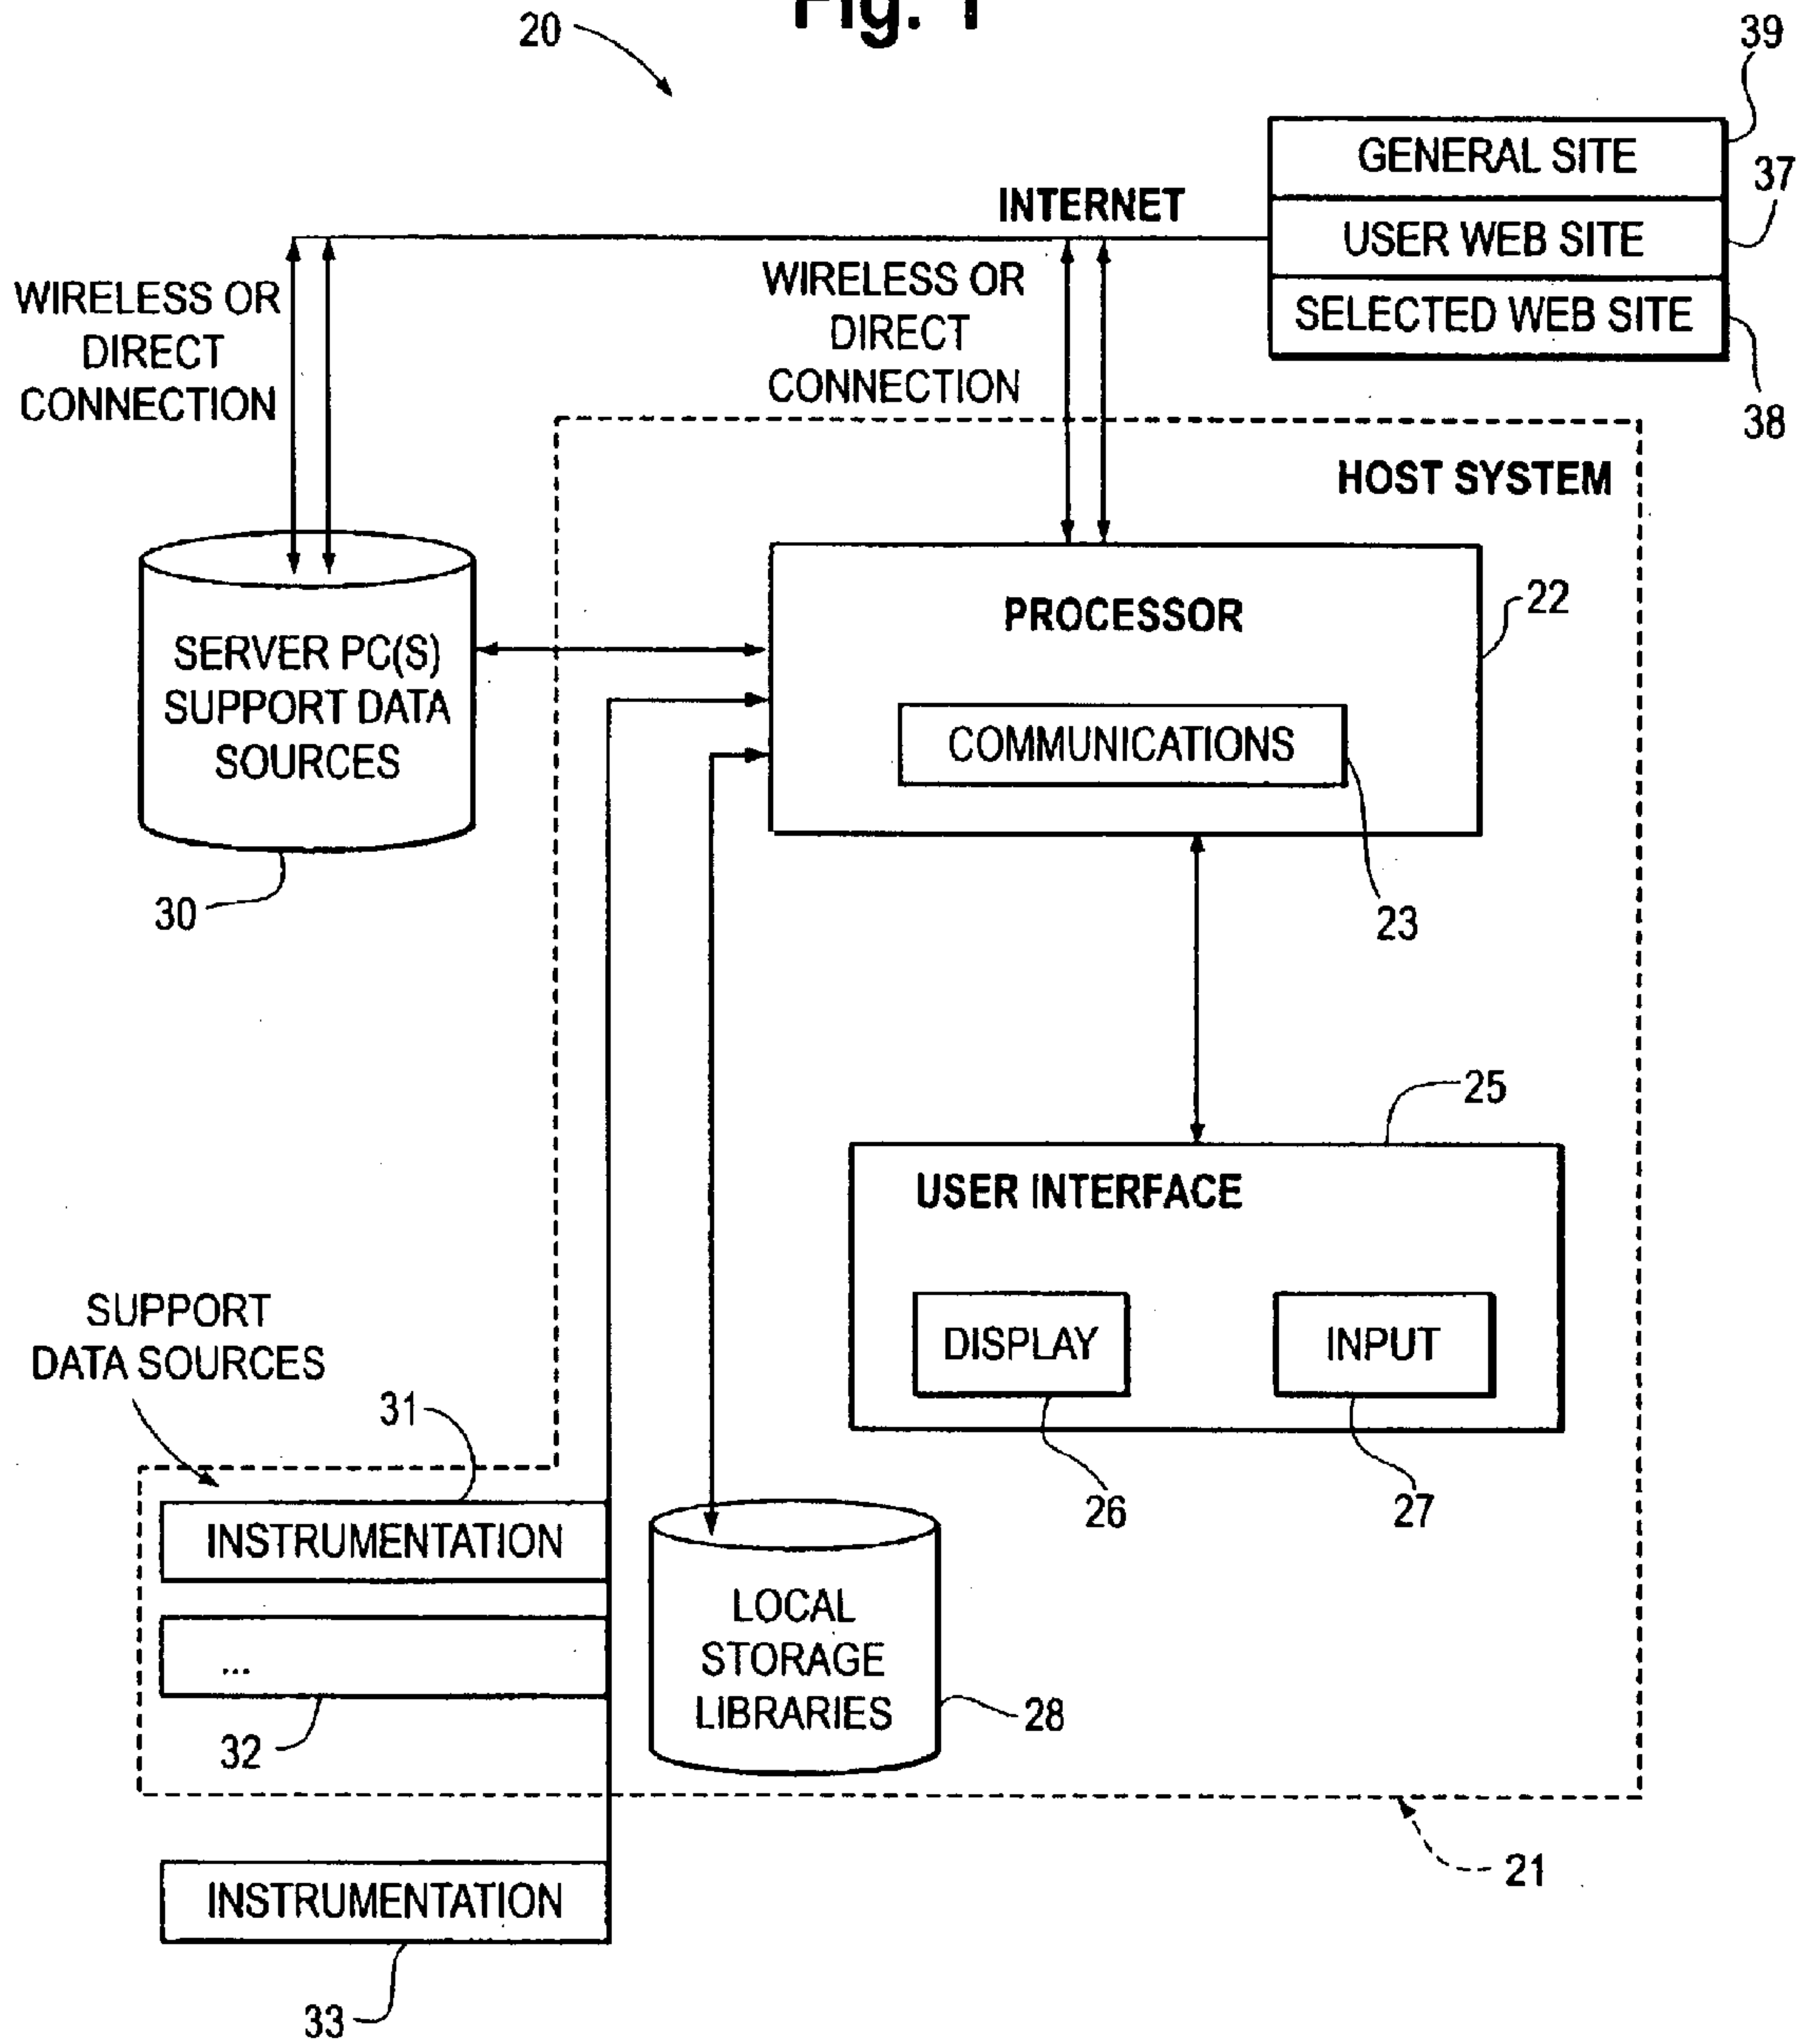 Fig. 1
20
39
GENERAL SITE
37
INTERNET
USER WEB SITE
SELECTED WEB SITE
38
WIRELESS OR
DIRECT
CONNECTION
WIRELESS OR
DIRECT
CONNECTION
HOST SYSTEM
PROCESSOR
22
SERVER PC(S)
SUPPORT DATA
SOURCES
COMMUNICATIONS
30
23
25
USER INTERFACE
DISPLAY
INPUT
26
27
SUPPORT
DATA SOURCES
31
INSTRUMENTATION
...
32
LOCAL
STORAGE
LIBRARIES
28
21
INSTRUMENTATION
33